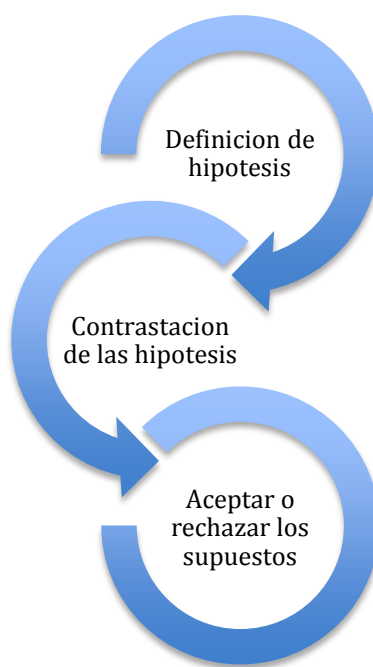 Definicion de
hipotesis
Contrastacion
de las hipotesis
Aceptar o
rechazar los
supuestos